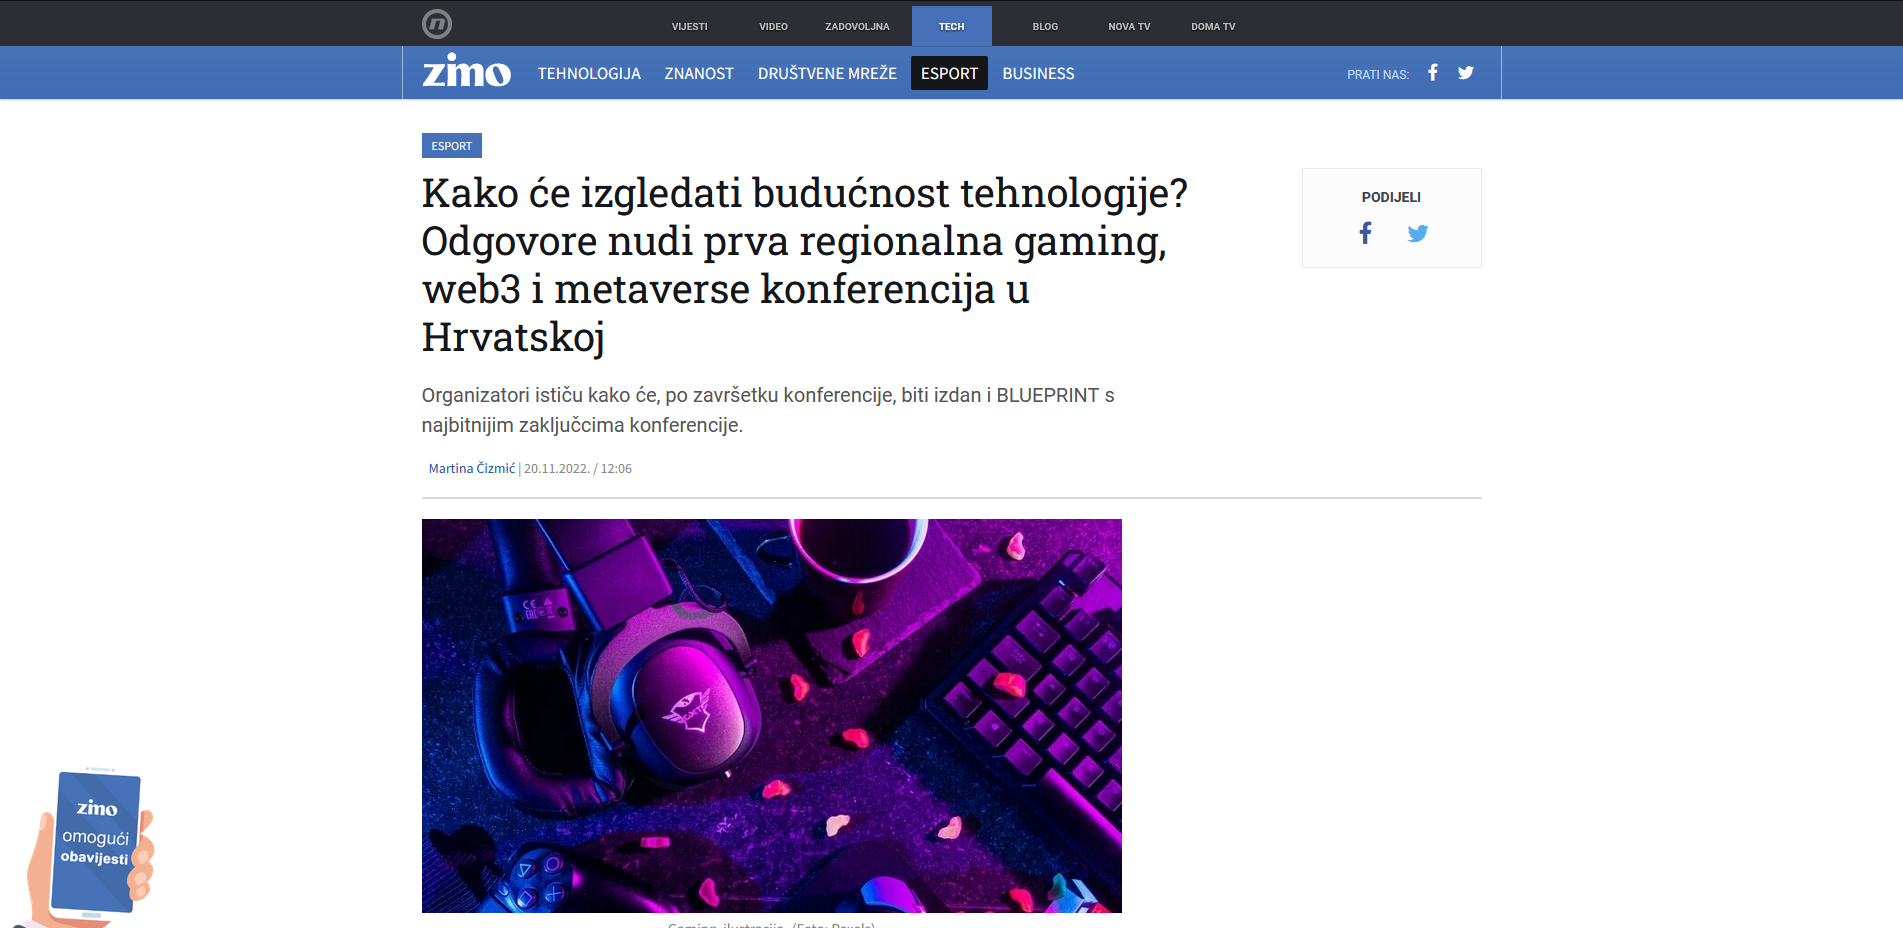 VIJESTI VIDEO ZADOVOLJNA TECH BLOG NOVA TV DOMA TV
zimo TEHNOLOGIJA ZNANOST DRUŠTVENE MREŽE ESPORT BUSINESS PRATI NAS:
ESPORT
Kako će izgledati budućnost tehnologije?
Odgovore nudi prva regionalna gaming,
web3 i metaverse konferencija u
Hrvatskoj
PODIJELI
Organizatori ističu kako će, po završetku konferencije, biti izdan i BLUEPRINT s
najbitnijim zaključcima konferencije.
Martina Čizmić | 20.11.2022. / 12:06
CE
EAC
GXT
zimo
omogući
obavijesti